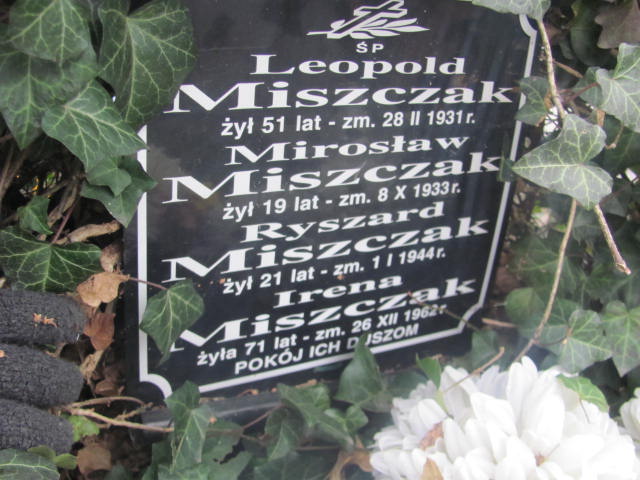 ŚP
Leopold
Miszczak
żył 51 lat - zm. 28 II 1931 r.
Mirosław
Miszczak
żył 19 lat - zm. 8 X 1933 r.
Ryszard
Miszczak
żył 21 lat - zm. 1 I 1944 r.
Irena
Miszczak
żyła 71 lat - zm. 26 XII 1962 r.
POKÓJ ICH DUSZOM